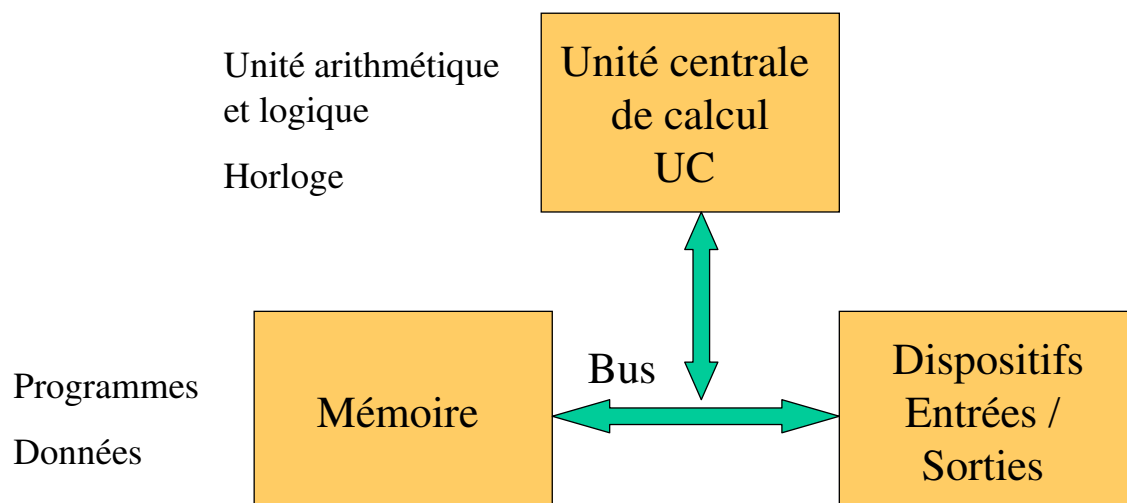 Unité arithmétique
et logique
Horloge
Unité centrale
de calcul
UC
Bus
Programmes
Données
Mémoire
Dispositifs
Entrées /
Sorties